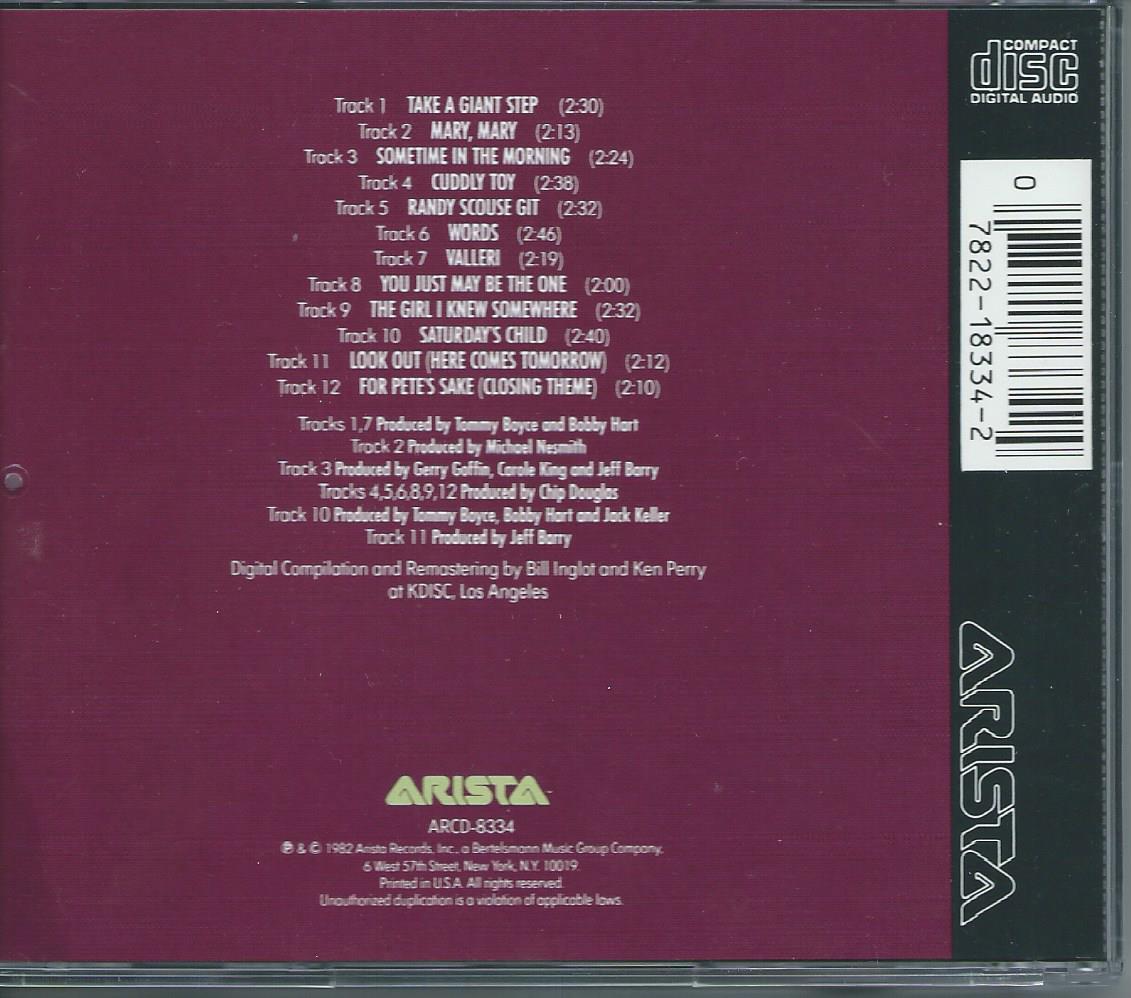 Track 1 TAKE A GIANT STEP (2:30)
Track 2 MARY, MARY (2:13)
Track 3 SOMETIME IN THE MORNING (2:24)
Track 4 CUDDLY TOY (2:38)
Track 5 RANDY SCOUSE GIT (2:32)
Track 6 WORDS (2:46)
Track 7 VALLERI (2:19)
Track 8 YOU JUST MAY BE THE ONE (2:00)
Track 9 THE GIRL I KNEW SOMEWHERE (2:32)
Track 10 SATURDAY'S CHILD (2:40)
Track 11 LOOK OUT (HERE COMES TOMORROW) (2:12)
Track 12 FOR PETE'S SAKE (CLOSING THEME) (2:10)
Tracks 1,7 Produced by Tommy Boyce and Bobby Hart
Track 2 Produced by Michael Nesmith
Track 3 Produced by Gerry Goffin, Carole King and Jeff Barry
Tracks 4,5,6,8,9,12 Produced by Chip Douglas
Track 10 Produced by Tommy Boyce, Bobby Hart and Jack Keller
Track 11 Produced by Jeff Barry
Digital Compilation and Remastering by Bill Inglot and Ken Perry
at KDISC, Los Angeles
ARISTA
ARCD-8334
℗ & © 1982 Arista Records, Inc., a Bertelsmann Music Group Company,
6 West 57th Street, New York, N.Y. 10019.
Printed in U.S.A. All rights reserved.
Unauthorized duplication is a violation of applicable laws.
COMPACT
disc
DIGITAL AUDIO
0
7822-18334-2
ARISTA